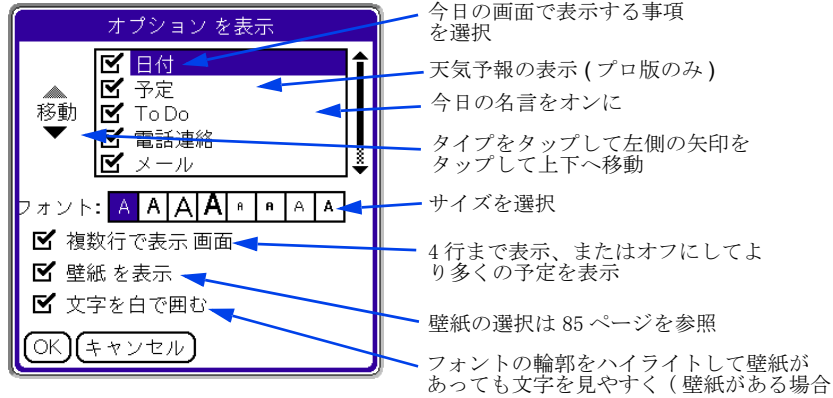 オプション を表示
日付
予定
To Do
電話連絡
メール
移動
フォント: A A A A A A A A
複数行で表示 画面
壁紙 を表示
文字を白で囲む
OK キャンセル
今日の画面で表示する事項
を選択
天気予報の表示 ( プロ版のみ )
今日の名言をオンに
タイプをタップして左側の矢印を
タップして上下へ移動
サイズを選択
4 行まで表示、またはオフにしてよ
り多くの予定を表示
壁紙の選択は 85 ページを参照
フォントの輪郭をハイライトして壁紙が
あっても文字を見やすく ( 壁紙がある場合